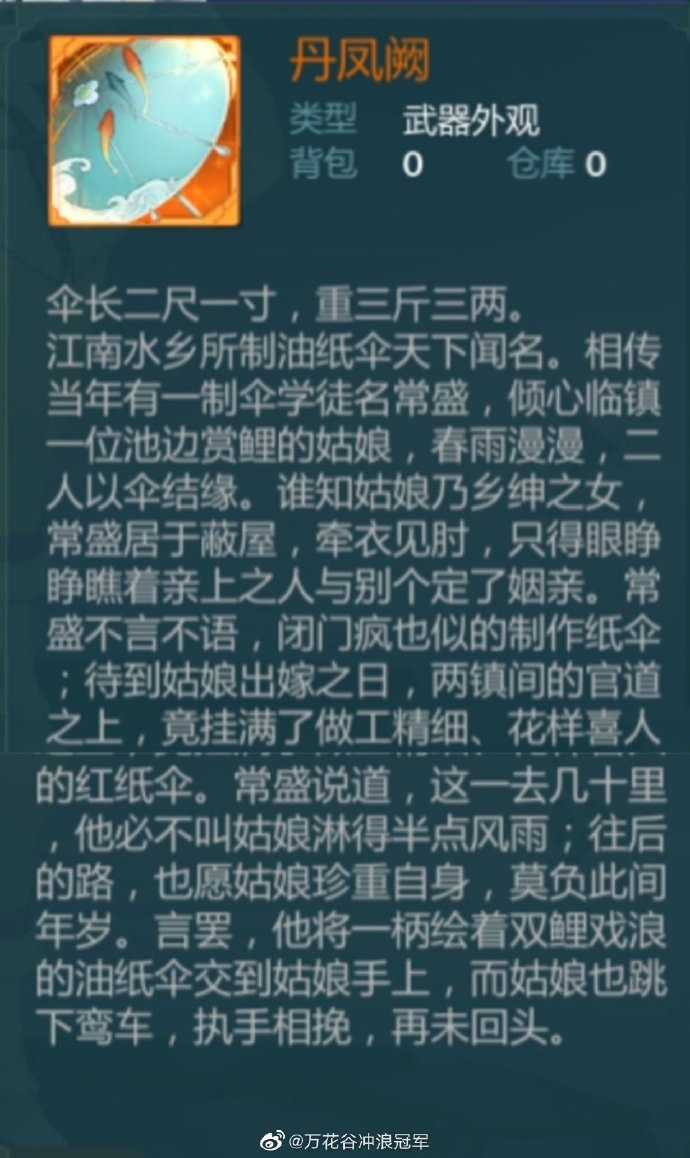 丹凤阙
类型 武器外观
背包 0 仓库 0
伞长二尺一寸，重三斤三两。
江南水乡所制油纸伞天下闻名。相传
当年有一制伞学徒名常盛，倾心临镇
一位池边赏鲤的姑娘，春雨漫漫，二
人以伞结缘。谁知姑娘乃乡绅之女，
常盛居于蔽屋，牵衣见肘，只得眼睁
睁瞧着亲上之人与别个定了姻亲。常
盛不言不语，闭门疯也似的制作纸伞
；待到姑娘出嫁之日，两镇间的官道
之上，竟挂满了做工精细、花样喜人
的红纸伞。常盛说道，这一去几十里
，他必不叫姑娘淋得半点风雨；往后
的路，也愿姑娘珍重自身，莫负此间
年岁。言罢，他将一柄绘着双鲤戏浪
的油纸伞交到姑娘手上，而姑娘也跳
下鸾车，执手相挽，再未回头。
@万花谷冲浪冠军